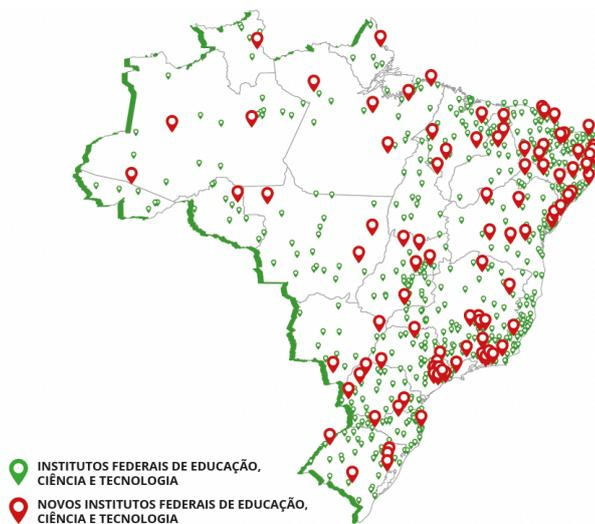 INSTITUTOS FEDERAIS DE EDUCAÇÃO,
CIÊNCIA E TECNOLOGIA
NOVOS INSTITUTOS FEDERAIS DE EDUCAÇÃO,
CIÊNCIA E TECNOLOGIA